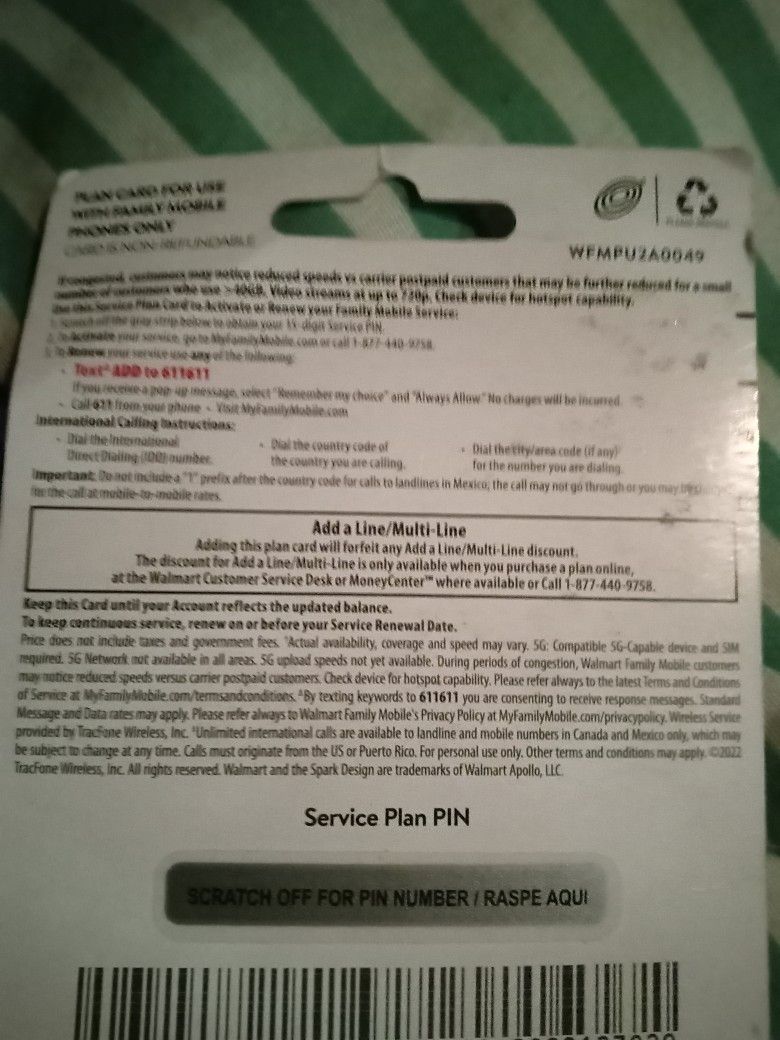 PLAN CARD FOR USE
WITH FAMILY MOBILE
PHONES ONLY
CARD IS NON-REFUNDABLE
WFMPU2A0049
If congested, customers may notice reduced speeds vs carrier postpaid customers that may be further reduced for a small
number of customers who use >40GB. Video streams at up to 720p. Check device for hotspot capability.
Use this Service Plan Card to Activate or Renew your Family Mobile Service:
1. Scratch off the gray strip below to obtain your 15-digit Service PIN.
2. To Activate your service, go to MyFamilyMobile.com or call 1-877-440-9758.
3. To Renew your service use any of the following:
• Text^ ADD to 611611
If you receive a pop-up message, select "Remember my choice" and "Always Allow." No charges will be incurred.
• Call 611 from your phone • Visit MyFamilyMobile.com
International Calling Instructions:
• Dial the International
Direct Dialing (IDD) number.
• Dial the country code of
the country you are calling.
• Dial the city/area code (if any)
for the number you are dialing.
Important: Do not include a "1" prefix after the country code for calls to landlines in Mexico, the call may not go through or you may be
for the call at mobile-to-mobile rates.
Add a Line/Multi-Line
Adding this plan card will forfeit any Add a Line/Multi-Line discount.
The discount for Add a Line/Multi-Line is only available when you purchase a plan online,
at the Walmart Customer Service Desk or MoneyCenter™ where available or Call 1-877-440-9758.
Keep this Card until your Account reflects the updated balance.
To keep continuous service, renew on or before your Service Renewal Date.
Price does not include taxes and government fees. †Actual availability, coverage and speed may vary. 5G: Compatible 5G-Capable device and SIM
required. 5G Network not available in all areas. 5G upload speeds not yet available. During periods of congestion, Walmart Family Mobile customers
may notice reduced speeds versus carrier postpaid customers. Check device for hotspot capability. Please refer always to the latest Terms and Conditions
of Service at MyFamilyMobile.com/termsandconditions. ^By texting keywords to 611611 you are consenting to receive response messages. Standard
Message and Data rates may apply. Please refer always to Walmart Family Mobile's Privacy Policy at MyFamilyMobile.com/privacypolicy. Wireless Service
provided by TracFone Wireless, Inc. *Unlimited international calls are available to landline and mobile numbers in Canada and Mexico only, which may
be subject to change at any time. Calls must originate from the US or Puerto Rico. For personal use only. Other terms and conditions may apply. ©2022
TracFone Wireless, Inc. All rights reserved. Walmart and the Spark Design are trademarks of Walmart Apollo, LLC.
Service Plan PIN
SCRATCH OFF FOR PIN NUMBER / RASPE AQUI